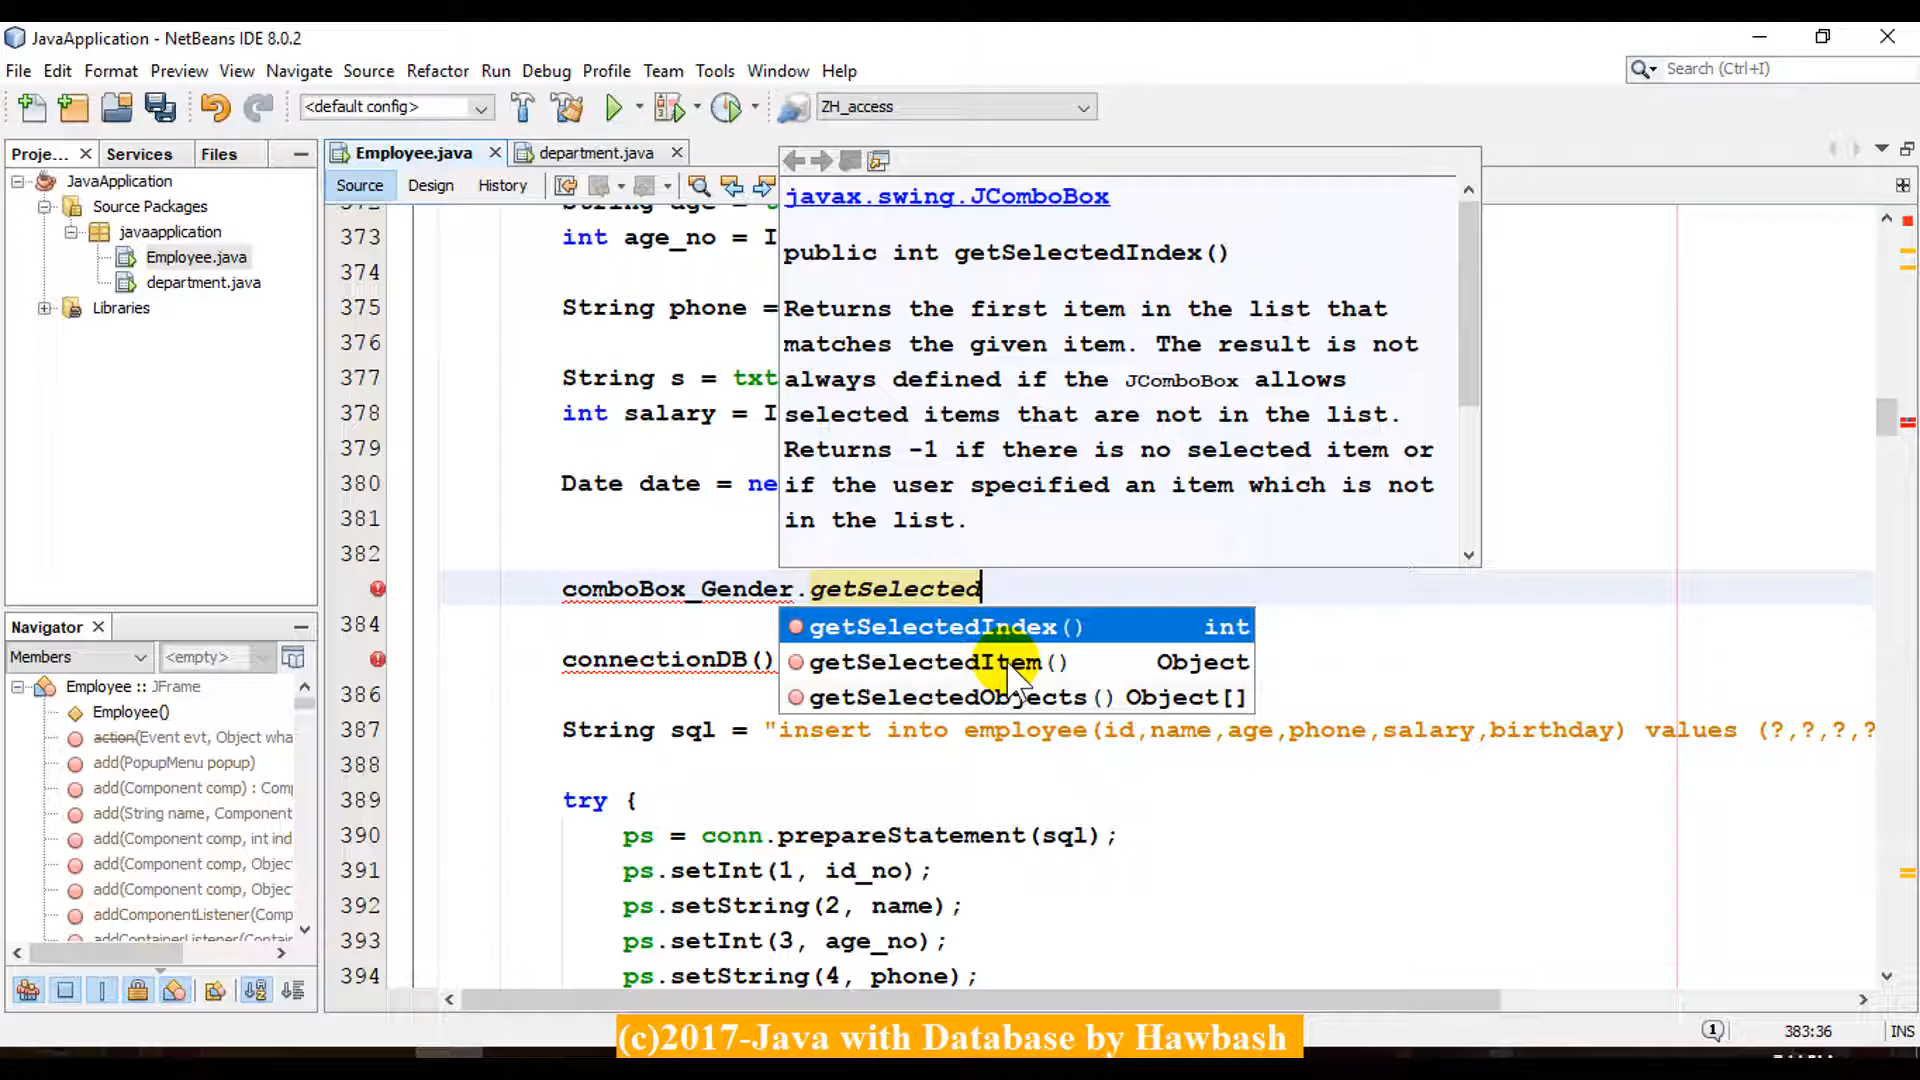 JavaApplication - NetBeans IDE 8.0.2
File Edit Format Preview View Navigate Source Refactor Run Debug Profile Team Tools Window Help
Search (Ctrl+I)
<default config>
ZH_access
Proje...
Services
Files
Employee.java
department.java
Source
Design
History
JavaApplication
Source Packages
javaapplication
Employee.java
department.java
Libraries
Navigator
Members
<empty>
Employee :: JFrame
Employee()
action(Event evt, Object wha
add(PopupMenu popup)
add(Component comp) : Comp
add(String name, Component
add(Component comp, int ind
add(Component comp, Objec
add(Component comp, Objec
addComponentListener(Comp
addContainerListener(Contain
372 String age =
373 int age_no = I
374
375 String phone =
376
377 String s = txt
378 int salary = I
379
380 Date date = ne
381
382
comboBox_Gender.getSelected
384
connectionDB()
386
387 String sql = "insert into employee(id,name,age,phone,salary,birthday) values (?,?,?,?
388
389 try {
390 ps = conn.prepareStatement(sql);
391 ps.setInt(1, id_no);
392 ps.setString(2, name);
393 ps.setInt(3, age_no);
394 ps.setString(4, phone);
javax.swing.JComboBox
public int getSelectedIndex()
Returns the first item in the list that
matches the given item. The result is not
always defined if the JComboBox allows
selected items that are not in the list.
Returns -1 if there is no selected item or
if the user specified an item which is not
in the list.
getSelectedIndex() int
getSelectedItem() Object
getSelectedObjects() Object[]
1
383:36
INS
(c)2017-Java with Database by Hawbash